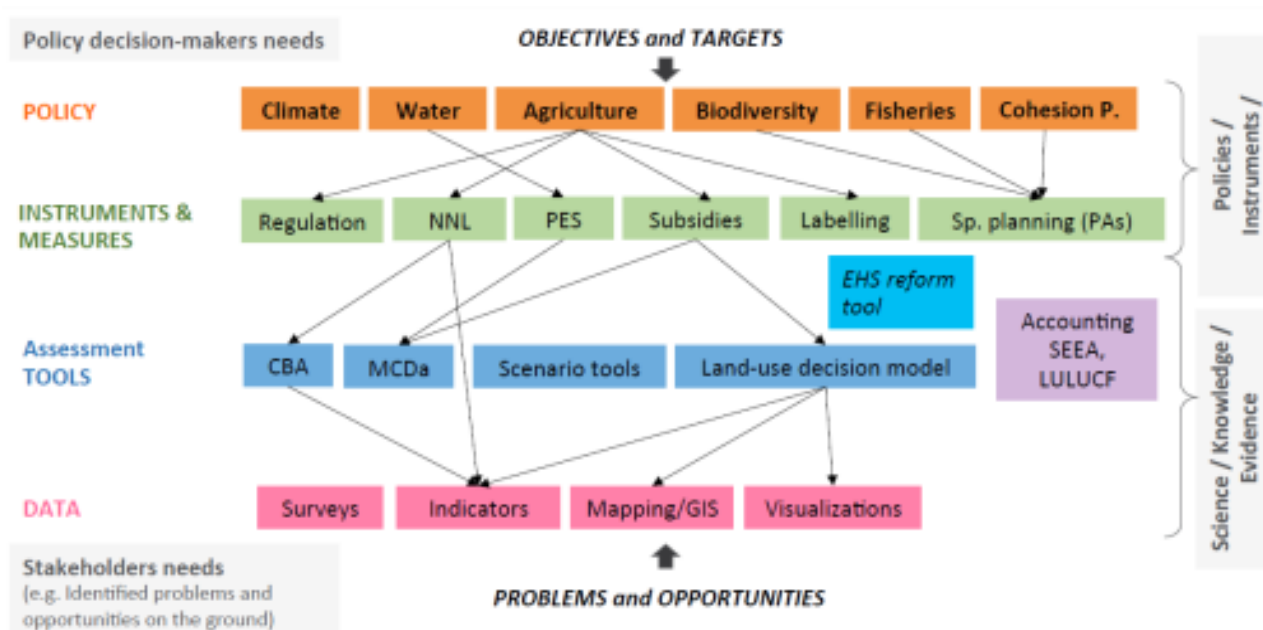 Policy decision-makers needs
OBJECTIVES and TARGETS
POLICY
Climate
Water
Agriculture
Biodiversity
Fisheries
Cohesion P.
INSTRUMENTS &
MEASURES
Regulation
NNL
PES
Subsidies
Labelling
Sp. planning (PAs)
EHS reform
tool
Assessment
TOOLS
CBA
MCDa
Scenario tools
Land-use decision model
Accounting
SEEA,
LULUCF
DATA
Surveys
Indicators
Mapping/GIS
Visualizations
Stakeholders needs
(e.g. Identified problems and
opportunities on the ground)
PROBLEMS and OPPORTUNITIES
Policies /
Instruments /
Science / Knowledge /
Evidence